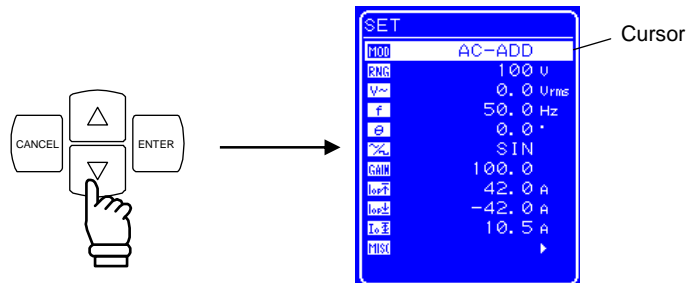 SET
Cursor
MOD AC-ADD
RNG 100 V
V~ 0.0 Vrms
f 50.0 Hz
θ 0.0 °
SIN
CANCEL ENTER
GAIN 100.0
42.0 A
-42.0 A
10.5 A
MISC